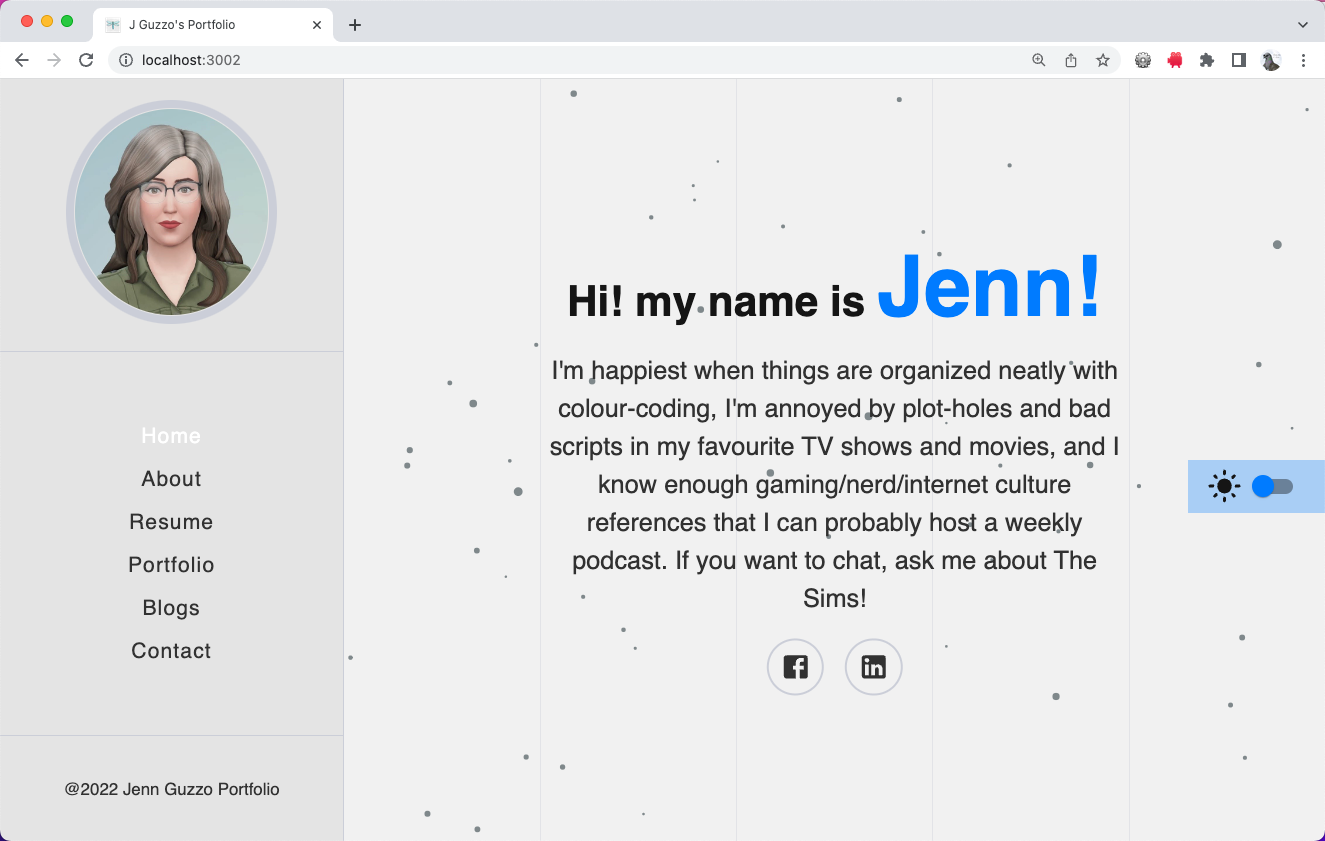 J Guzzo's Portfolio
localhost:3002
Home
About
Resume
Portfolio
Blogs
Contact
@2022 Jenn Guzzo Portfolio
Hi! my name is Jenn!
I'm happiest when things are organized neatly with
colour-coding, I'm annoyed by plot-holes and bad
scripts in my favourite TV shows and movies, and I
know enough gaming/nerd/internet culture
references that I can probably host a weekly
podcast. If you want to chat, ask me about The
Sims!
in